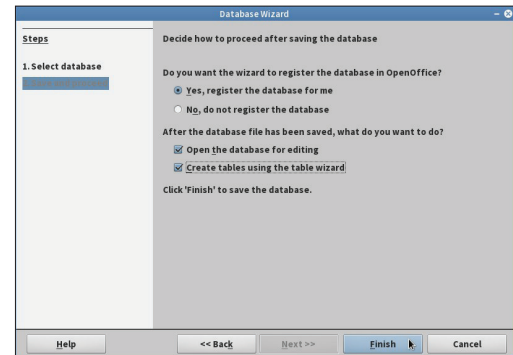 Database Wizard
Steps
Decide how to proceed after saving the database
1.Select database
Do you want the wizard to register the database in OpenOffice?
Yes, register the database for me
No, do not register the database
After the database file has been saved, what do you want to do?
Open the database for editing
Create tables using the table wizard
Click 'Finish' to save the database.
Help
<< Back
Next >>
Finish
Cancel